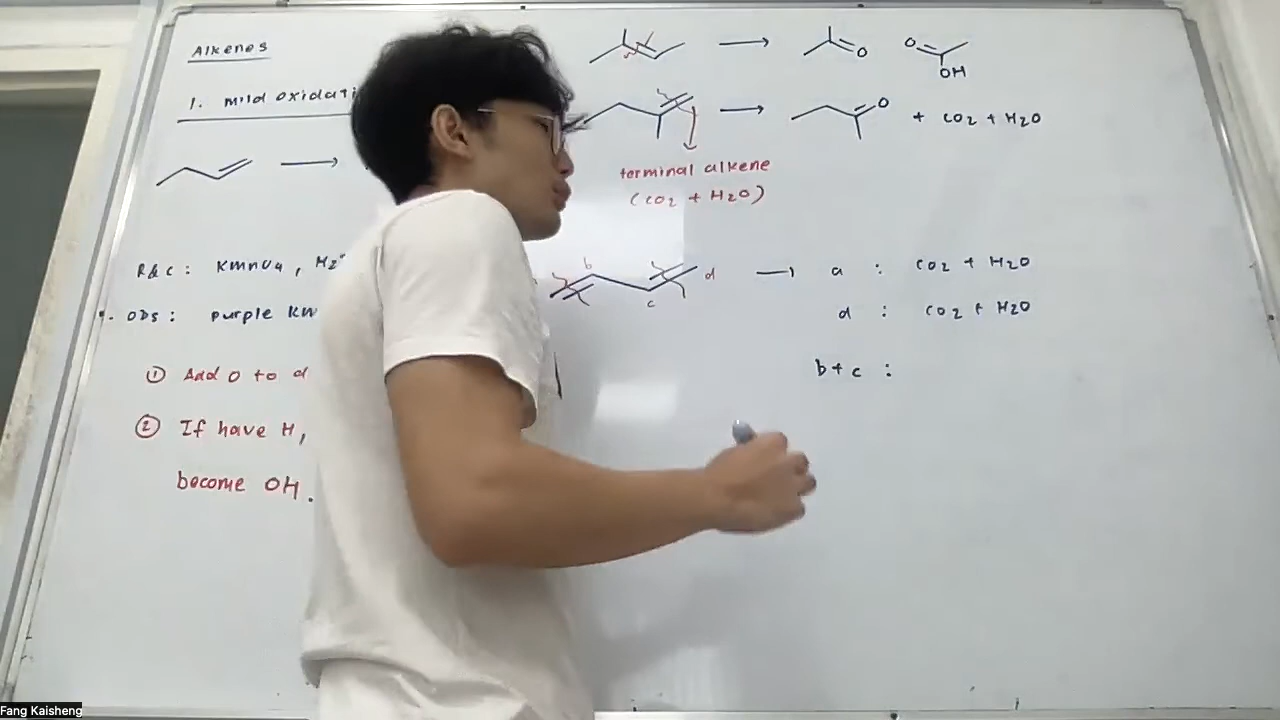 Alkenes
1. mild oxidati
R&C : KMnO4 , H2
• ODs : purple KM
① Add O to d
② If have H,
become OH.
O
O
OH
O
+ CO2 + H2O
terminal alkene
(CO2 + H2O)
b
c
d
a : CO2 + H2O
d : CO2 + H2O
b+c :
Fang Kaisheng